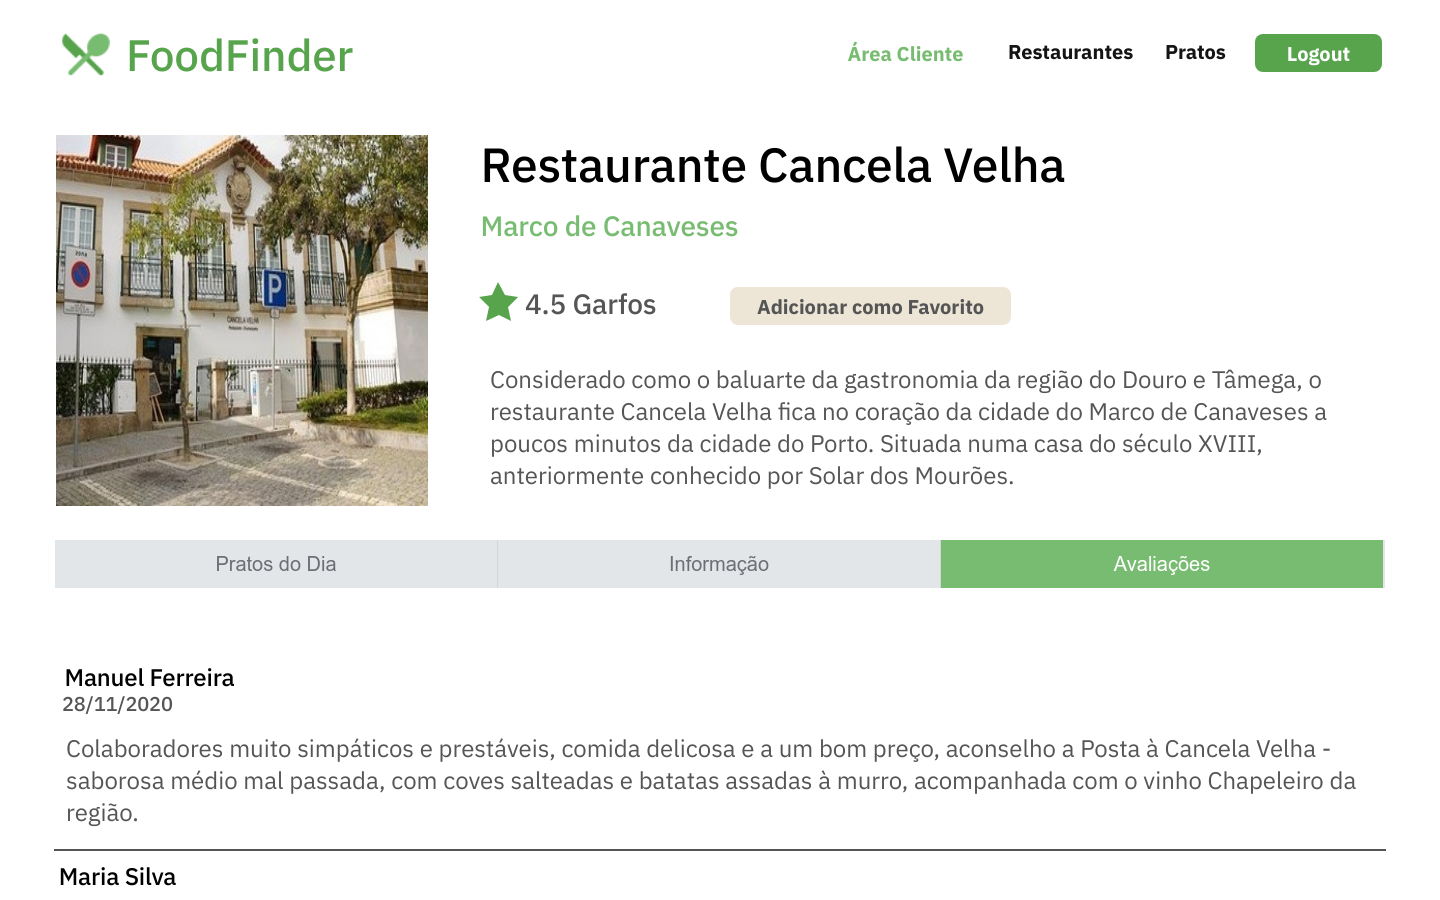 FoodFinder
Área Cliente
Restaurantes
Pratos
Logout
Restaurante Cancela Velha
Marco de Canaveses
4.5 Garfos
Adicionar como Favorito
Considerado como o baluarte da gastronomia da região do Douro e Tâmega, o
restaurante Cancela Velha fica no coração da cidade do Marco de Canaveses a
poucos minutos da cidade do Porto. Situada numa casa do século XVIII,
anteriormente conhecido por Solar dos Mourões.
ZONA
P
CANCELA VELHA
Pratos do Dia
Informação
Avaliações
Manuel Ferreira
28/11/2020
Colaboradores muito simpáticos e prestáveis, comida delicosa e a um bom preço, aconselho a Posta à Cancela Velha -
saborosa médio mal passada, com coves salteadas e batatas assadas à murro, acompanhada com o vinho Chapeleiro da
região.
Maria Silva